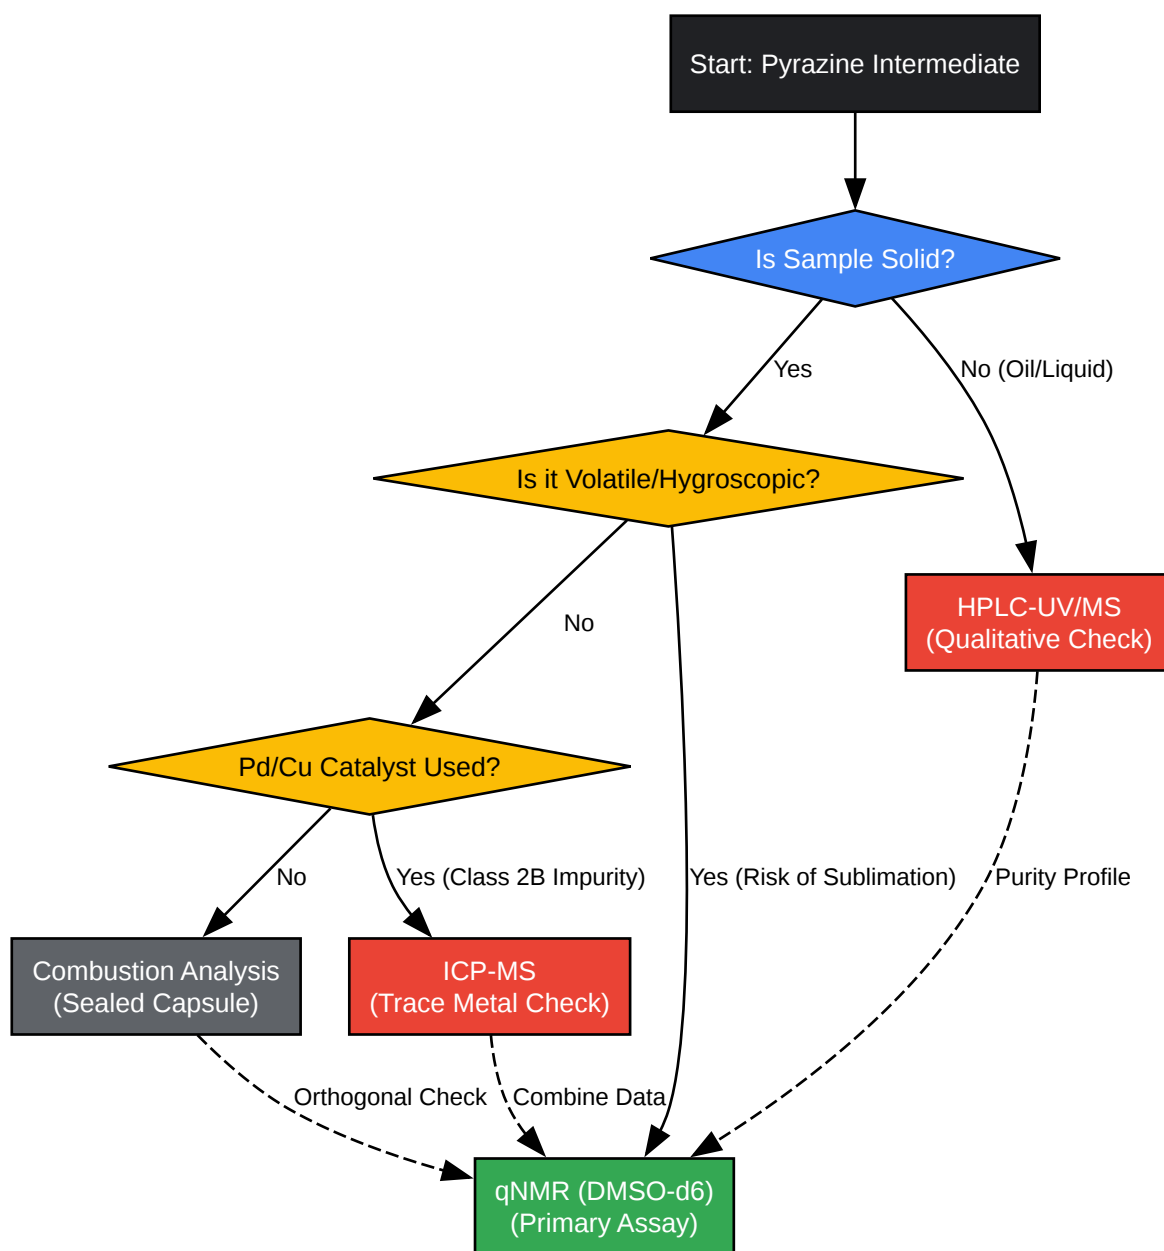 Start: Pyrazine Intermediate
Is Sample Solid?
Yes
No (Oil/Liquid)
Is it Volatile/Hygroscopic?
HPLC-UV/MS
(Qualitative Check)
No
Pd/Cu Catalyst Used?
No
Yes (Class 2B Impurity)
Yes (Risk of Sublimation)
Purity Profile
Combustion Analysis
(Sealed Capsule)
ICP-MS
(Trace Metal Check)
Orthogonal Check
Combine Data
qNMR (DMSO-d6)
(Primary Assay)